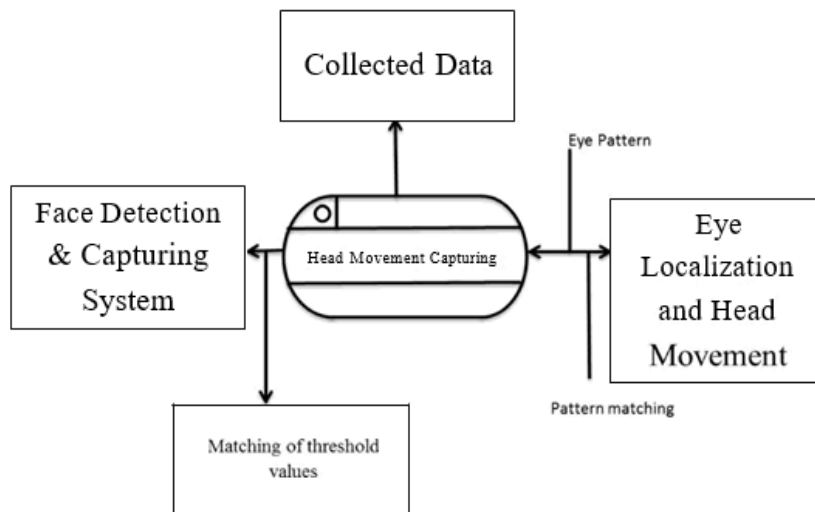 Collected Data
Eye Pattern
Face Detection
& Capturing
System
Head Movement Capturing
Eye
Localization
and Head
Movement
Pattern matching
Matching of threshold
values